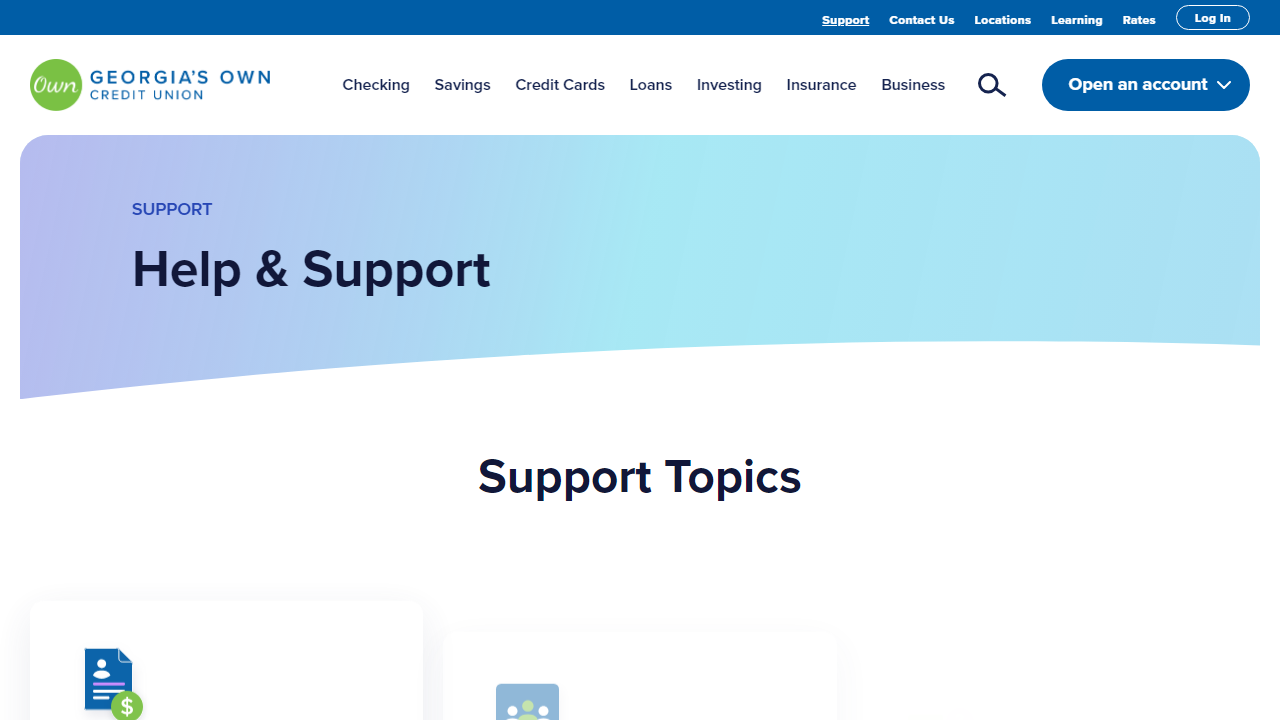 Support Contact Us Locations Learning Rates Log In
Own GEORGIA'S OWN
CREDIT UNION
Checking Savings Credit Cards Loans Investing Insurance Business Open an account
SUPPORT
Help & Support
Support Topics
$